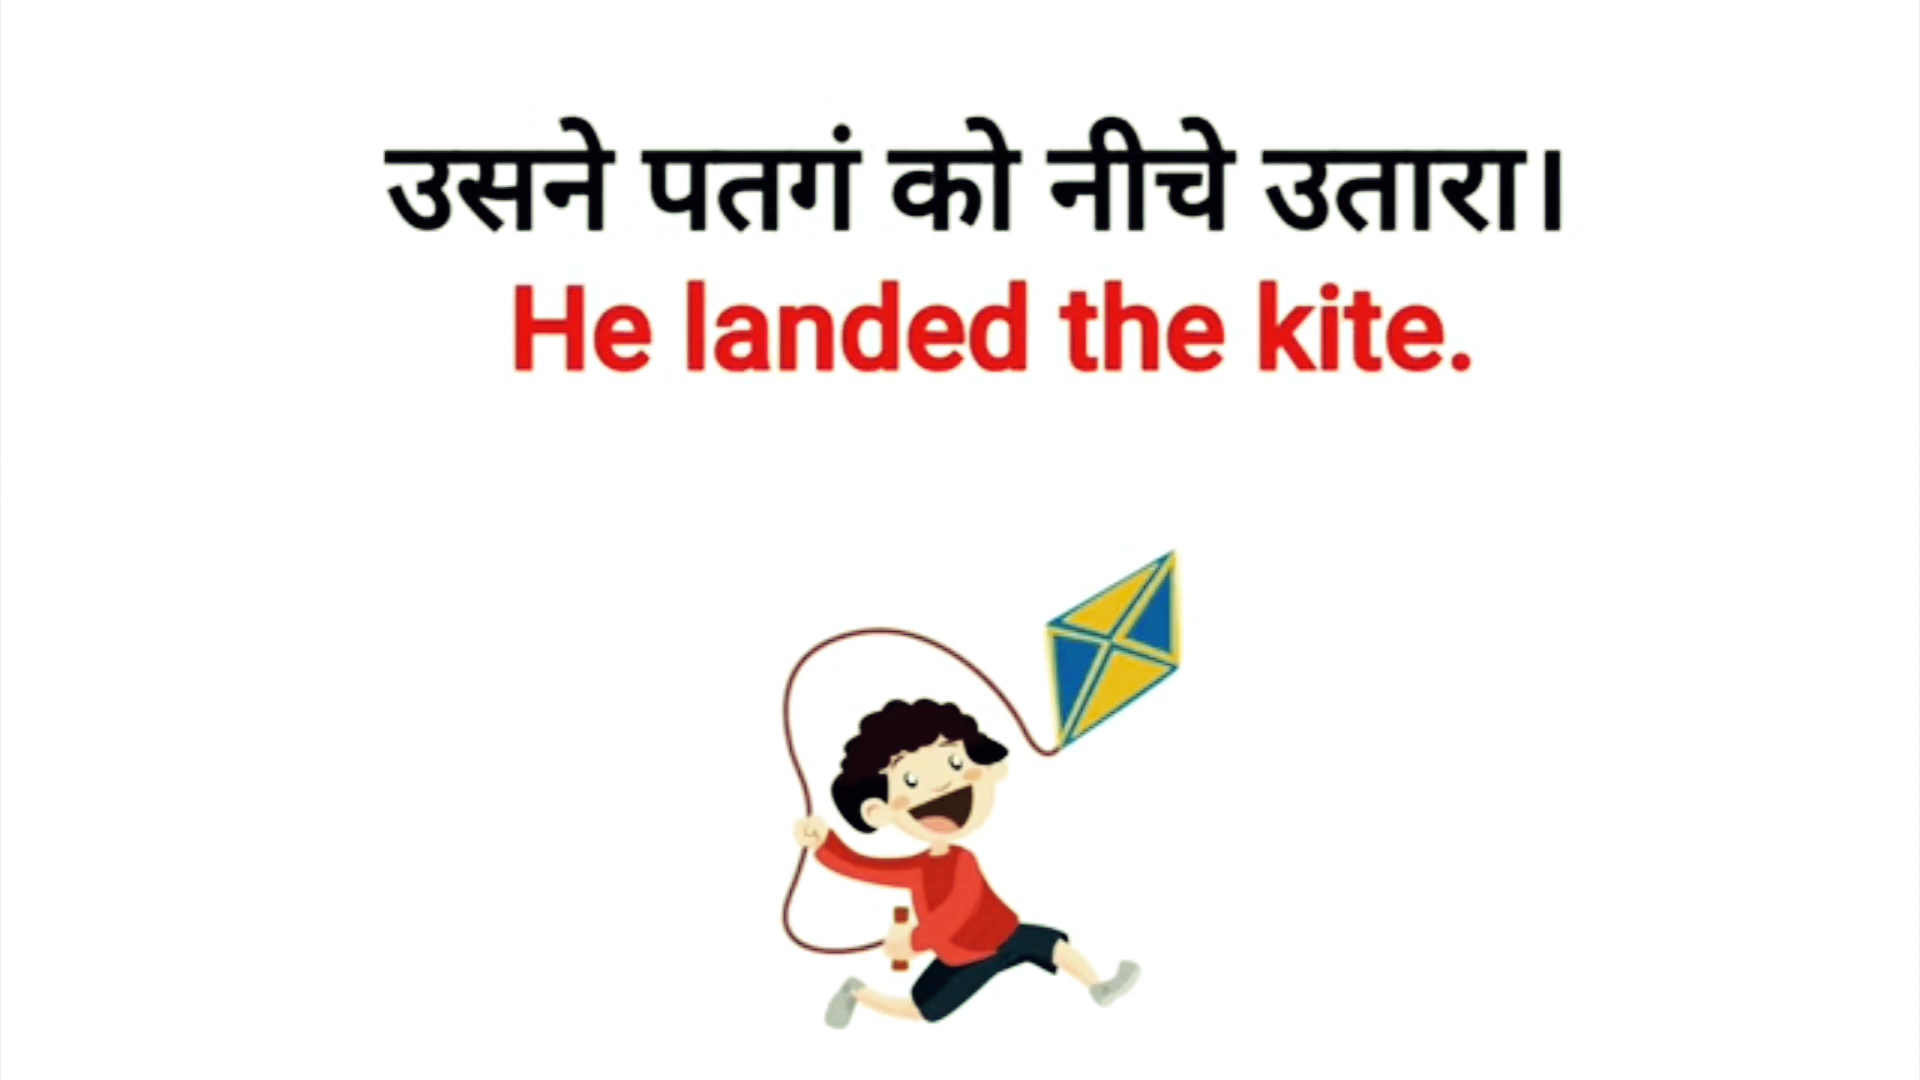 उसने पतगं को नीचे उतारा।
He landed the kite.